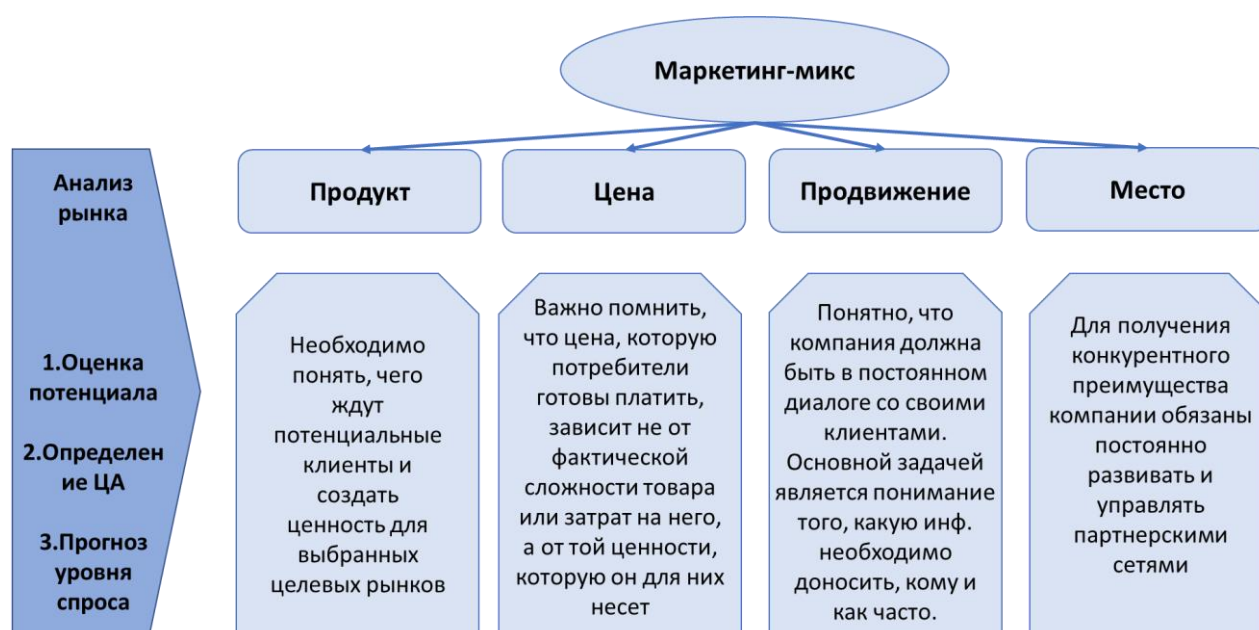 Маркетинг-микс
Анализ
рынка
1.Оценка
потенциала
2.Определен
ие ЦА
3.Прогноз
уровня
спроса
Продукт
Цена
Продвижение
Место
Необходимо
понять, чего
ждут
потенциальные
клиенты и
создать
ценность для
выбранных
целевых рынков
Важно помнить,
что цена, которую
потребители
готовы платить,
зависит не от
фактической
сложности товара
или затрат на него,
а от той ценности,
которую он для них
несет
Понятно, что
компания должна
быть в постоянном
диалоге со своими
клиентами.
Основной задачей
является понимание
того, какую инф.
необходимо
доносить, кому и
как часто.
Для получения
конкурентного
преимущества
компании обязаны
постоянно
развивать и
управлять
партнерскими
сетями